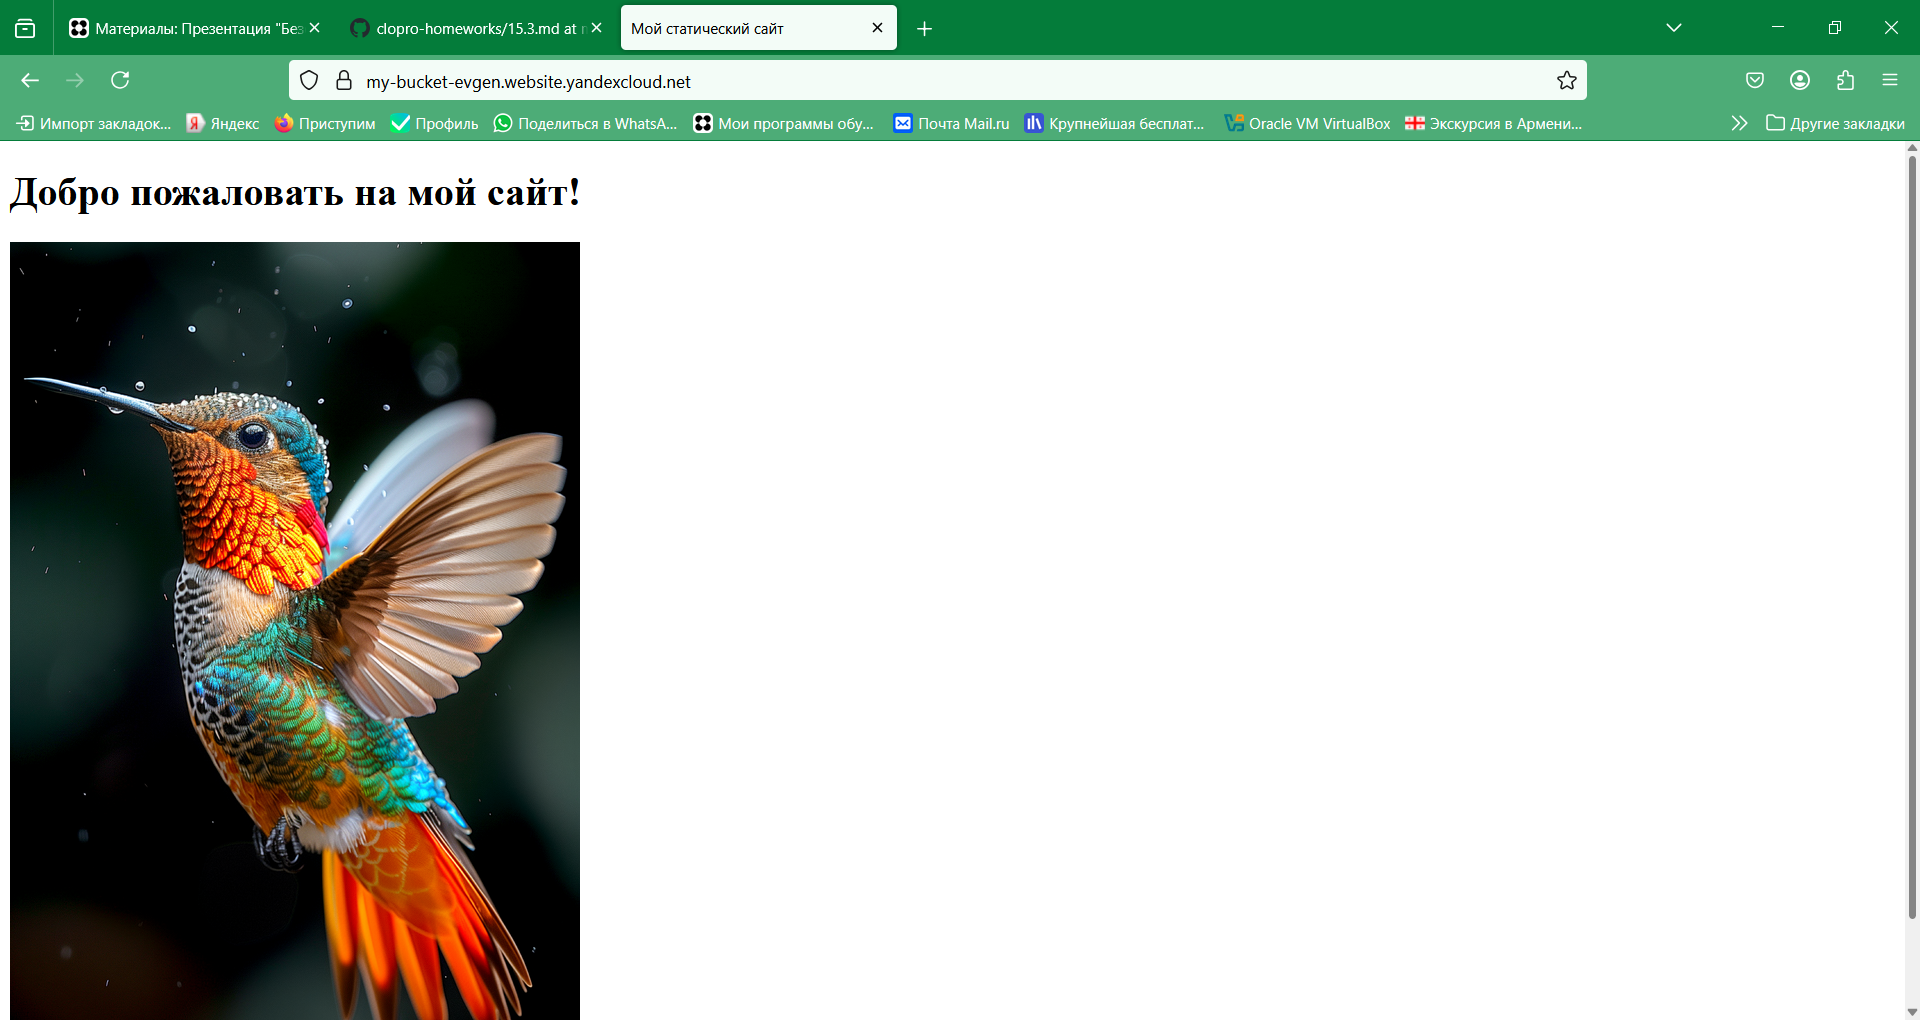 Материалы: Презентация "Без
clopro-homeworks/15.3.md at
Мой статический сайт
my-bucket-evgen.website.yandexcloud.net
Импорт закладок...
Яндекс
Приступим
Профиль
Поделиться в WhatsA...
Мои программы обу...
Почта Mail.ru
Крупнейшая бесплат...
Oracle VM VirtualBox
Экскурсия в Армени...
Другие закладки
Добро пожаловать на мой сайт!